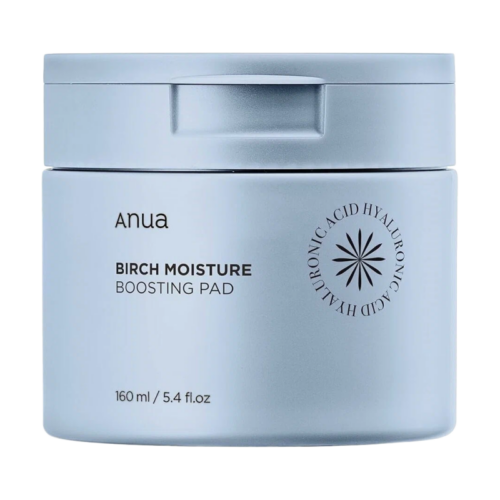 Anua
BIRCH MOISTURE
BOOSTING PAD
160 ml / 5.4 fl.oz
HYALURONIC ACID HYALURONIC ACID